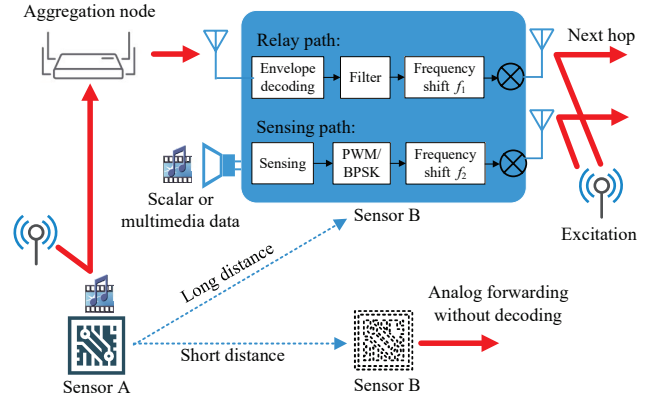 Aggregation node
Relay path:
Next hop
Envelope
decoding
Filter
Frequency
shift f1
Sensing path:
Sensing
PWM/
BPSK
Frequency
shift f2
Scalar or
multimedia data
Sensor B
Excitation
Long distance
Short distance
Analog forwarding
without decoding
Sensor A
Sensor B